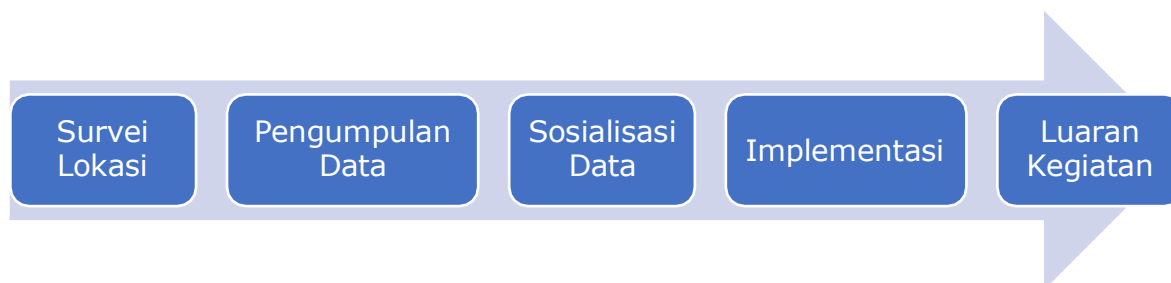 Survei
Lokasi
Pengumpulan
Data
Sosialisasi
Data
Implementasi
Luaran
Kegiatan